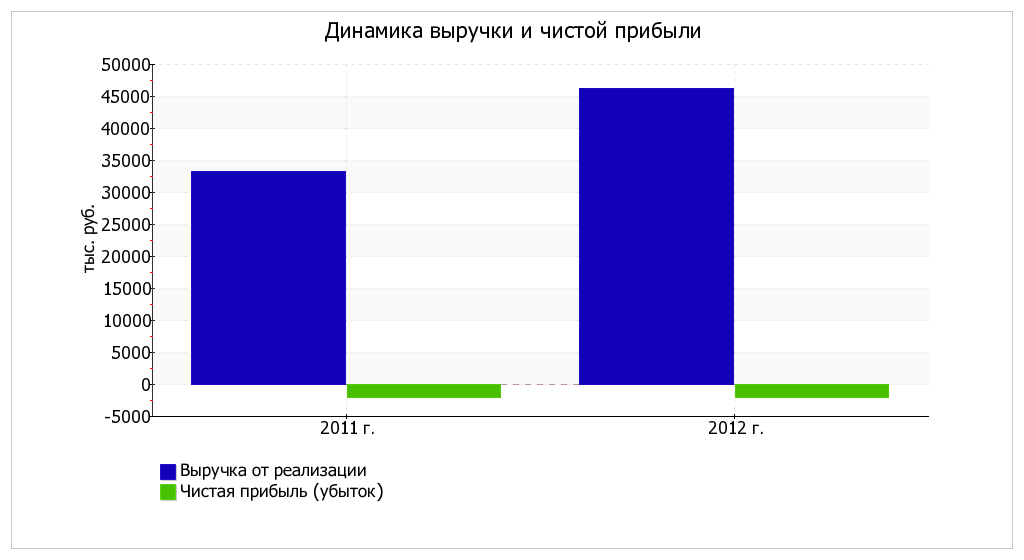 Динамика выручки и чистой прибыли
50000
45000
40000
35000
30000
25000
20000
15000
10000
5000
0
-5000
тыс. руб.
2011 г.
2012 г.
Выручка от реализации
Чистая прибыль (убыток)